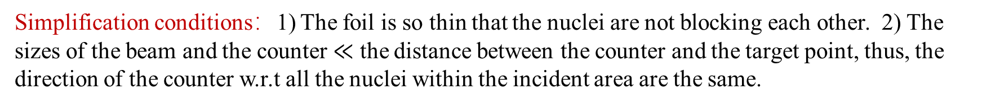 Simplification conditions: 1) The foil is so thin that the nuclei are not blocking each other. 2) The
sizes of the beam and the counter ≪ the distance between the counter and the target point, thus, the
direction of the counter w.r.t all the nuclei within the incident area are the same.